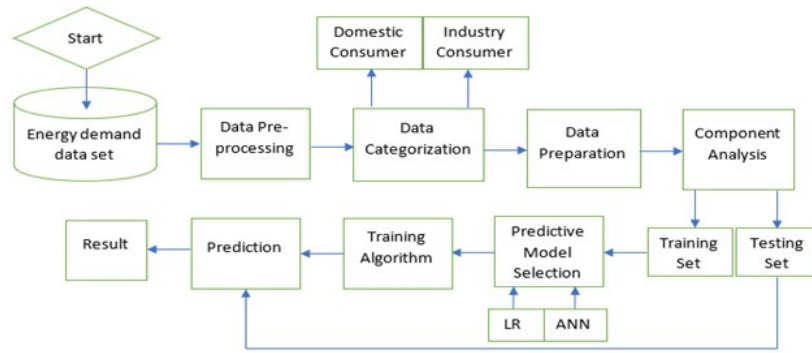 Start
Domestic
Consumer
Industry
Consumer
Energy demand
data set
Data Pre-
processing
Data
Categorization
Data
Preparation
Component
Analysis
Result
Prediction
Training
Algorithm
Predictive
Model
Selection
Training
Set
Testing
Set
LR
ANN